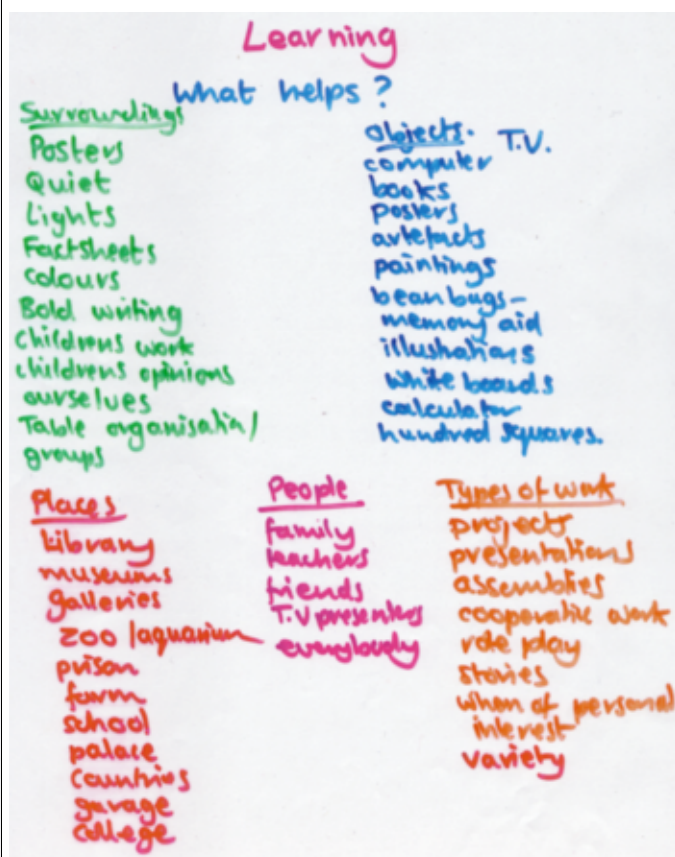 Learning
What helps?
Surroundings
Posters
Quiet
Lights
Factsheets
colours
Bold writing
childrens work
childrens opinions
ourselves
Table organisation/
groups
Objects. T.V.
computer
books
posters
artefacts
paintings
bean bugs -
memory aid
illustrations
white boards
calculator
hundred squares.
Places
Library
museums
galleries
zoo/aquarium
prison
farm
school
palace
countries
garage
college
People
family
teachers
friends
T.V presenters
everybody
Types of work
projects
presentations
assemblies
cooperative work
role play
stories
when of personal
interest
variety